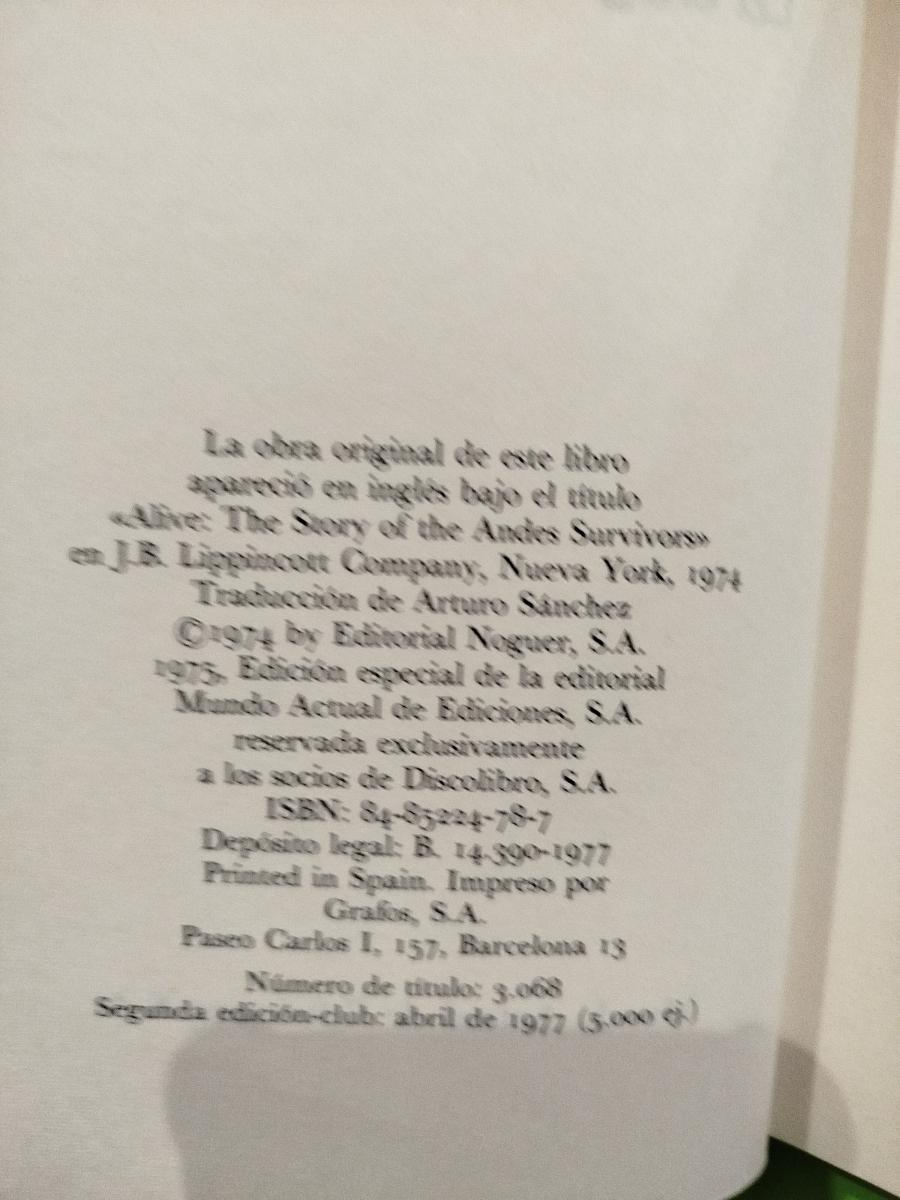 La obra original de este libro
apareció en inglés bajo el título
«Alive: The Story of the Andes Survivors»
en J.B. Lippincott Company, Nueva York, 1974
Traducción de Arturo Sánchez
©1974 by Editorial Noguer, S.A.
1975, Edición especial de la editorial
Mundo Actual de Ediciones, S.A.
reservada exclusivamente
a los socios de Discolibro, S.A.
ISBN: 84-85224-78-7
Depósito legal: B. 14.390-1977
Printed in Spain. Impreso por
Grafos, S.A.
Paseo Carlos I, 157, Barcelona 13
Número de título: 3.068
Segunda edición-club: abril de 1977 (5.000 ej.)